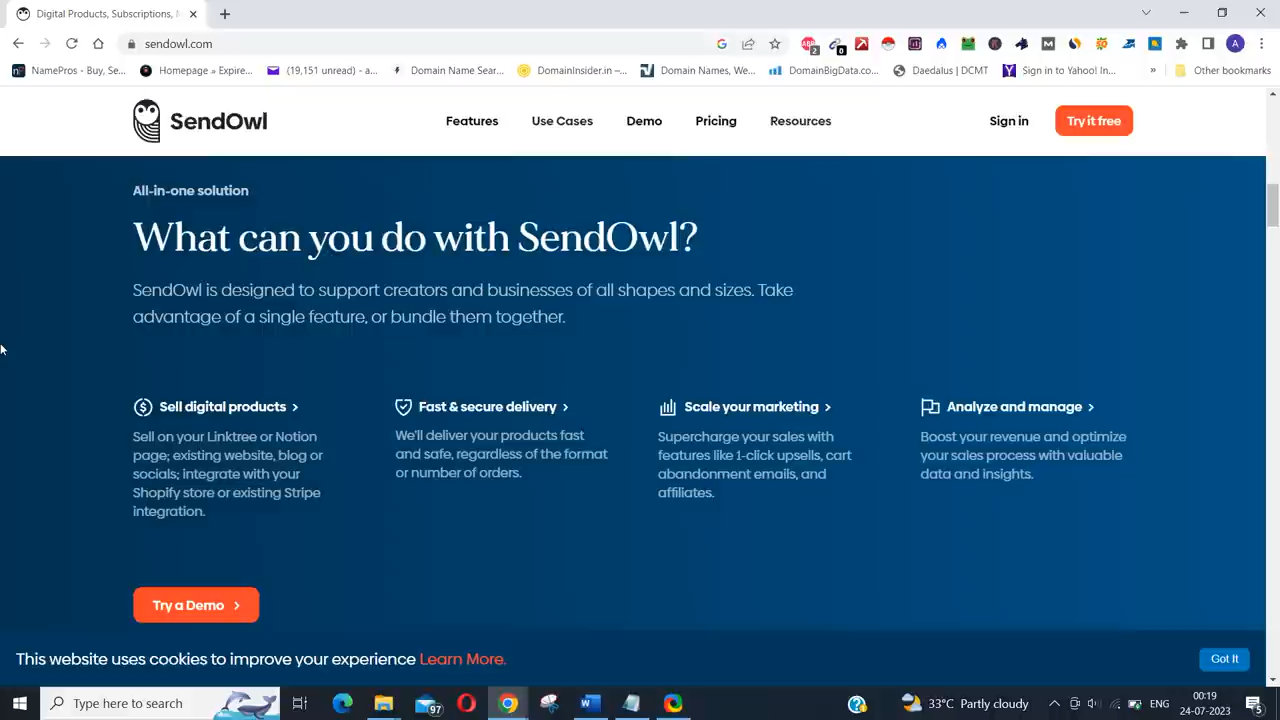 Digital Products, Subscriptions, M
sendowl.com
2
0
A
NamePros - Buy, Se...
Homepage » Expire...
(19,151 unread) - a...
Domain Name Sear...
DomainInsider.in –...
Domain Names, We...
DomainBigData.co...
Daedalus | DCMT
Sign in to Yahoo! In...
»
Other bookmarks
SendOwl
Features
Use Cases
Demo
Pricing
Resources
Sign in
Try it free
All-in-one solution
What can you do with SendOwl?
SendOwl is designed to support creators and businesses of all shapes and sizes. Take
advantage of a single feature, or bundle them together.
Sell digital products >
Sell on your Linktree or Notion
page; existing website, blog or
socials; integrate with your
Shopify store or existing Stripe
integration.
Fast & secure delivery >
We'll deliver your products fast
and safe, regardless of the format
or number of orders.
Scale your marketing >
Supercharge your sales with
features like 1-click upsells, cart
abandonment emails, and
affiliates.
Analyze and manage >
Boost your revenue and optimize
your sales process with valuable
data and insights.
Try a Demo >
This website uses cookies to improve your experience Learn More.
Got It
Type here to search
97
33°C Partly cloudy
ENG
00:19
24-07-2023
5